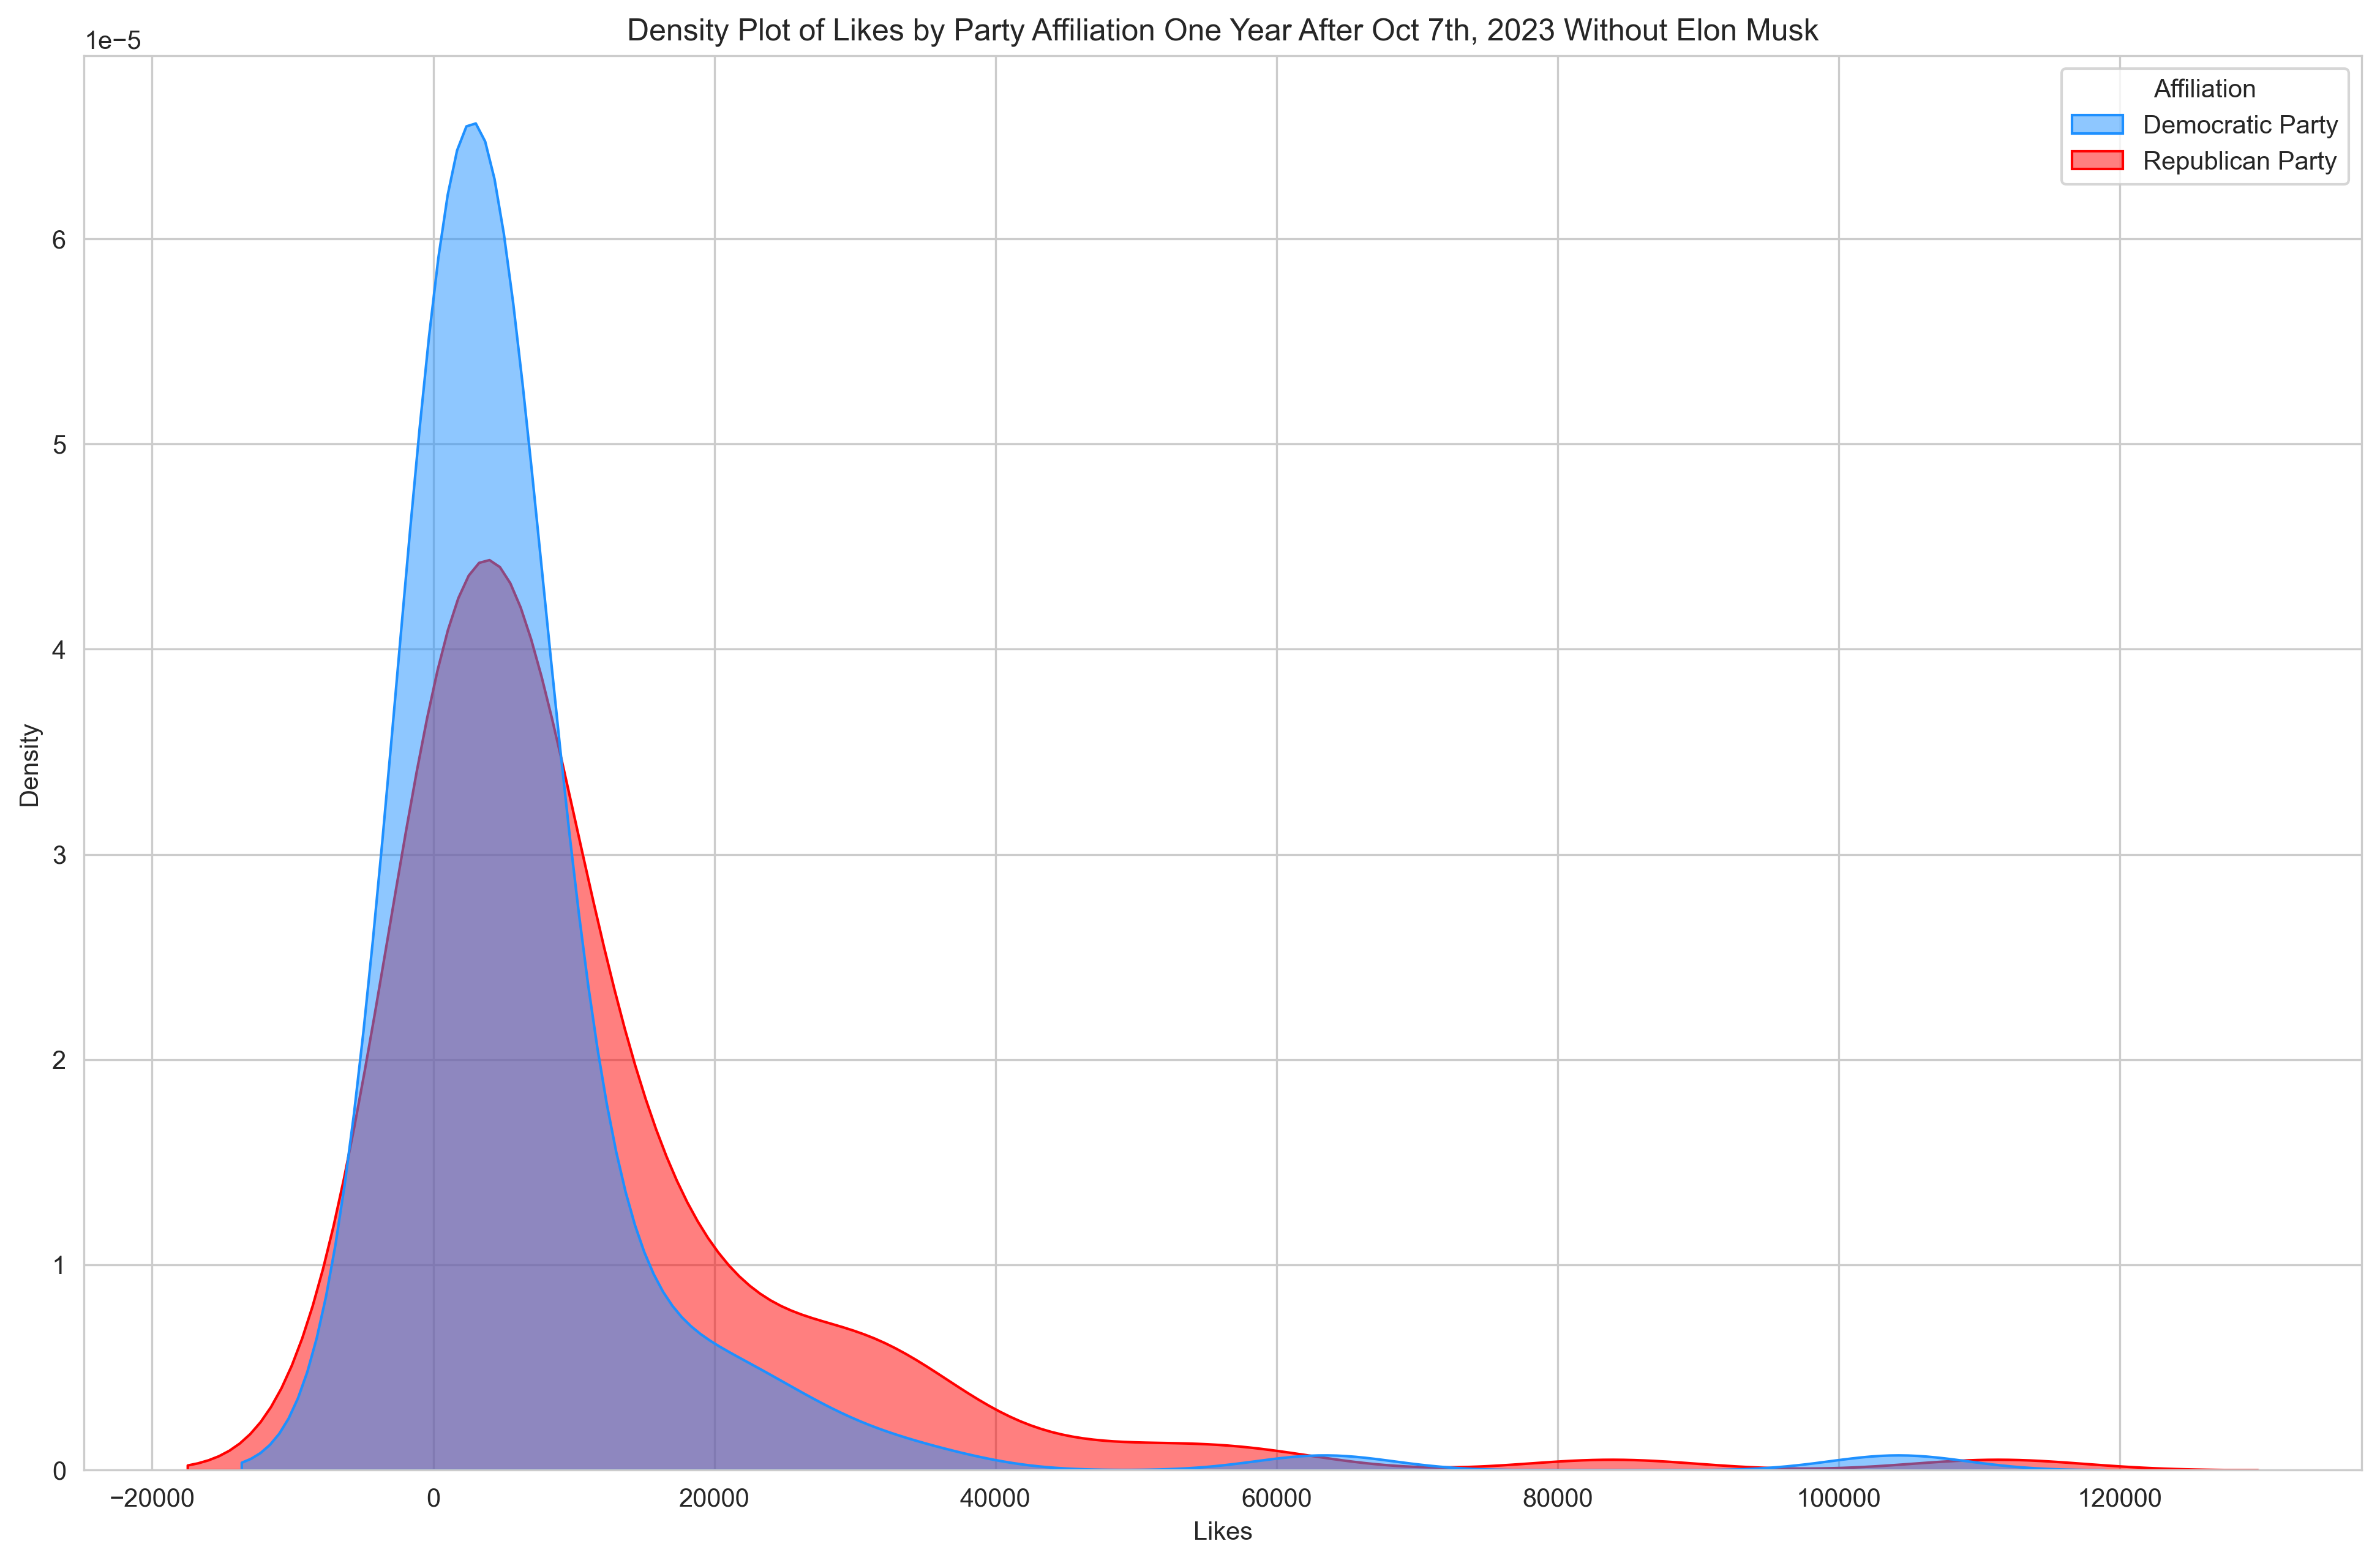 Density Plot of Likes by Party Affiliation One Year After Oct 7th, 2023 Without Elon Musk
1e−5
Affiliation
Democratic Party
Republican Party
6
5
4
3
2
1
0
Density
−20000 0 20000 40000 60000 80000 100000 120000
Likes